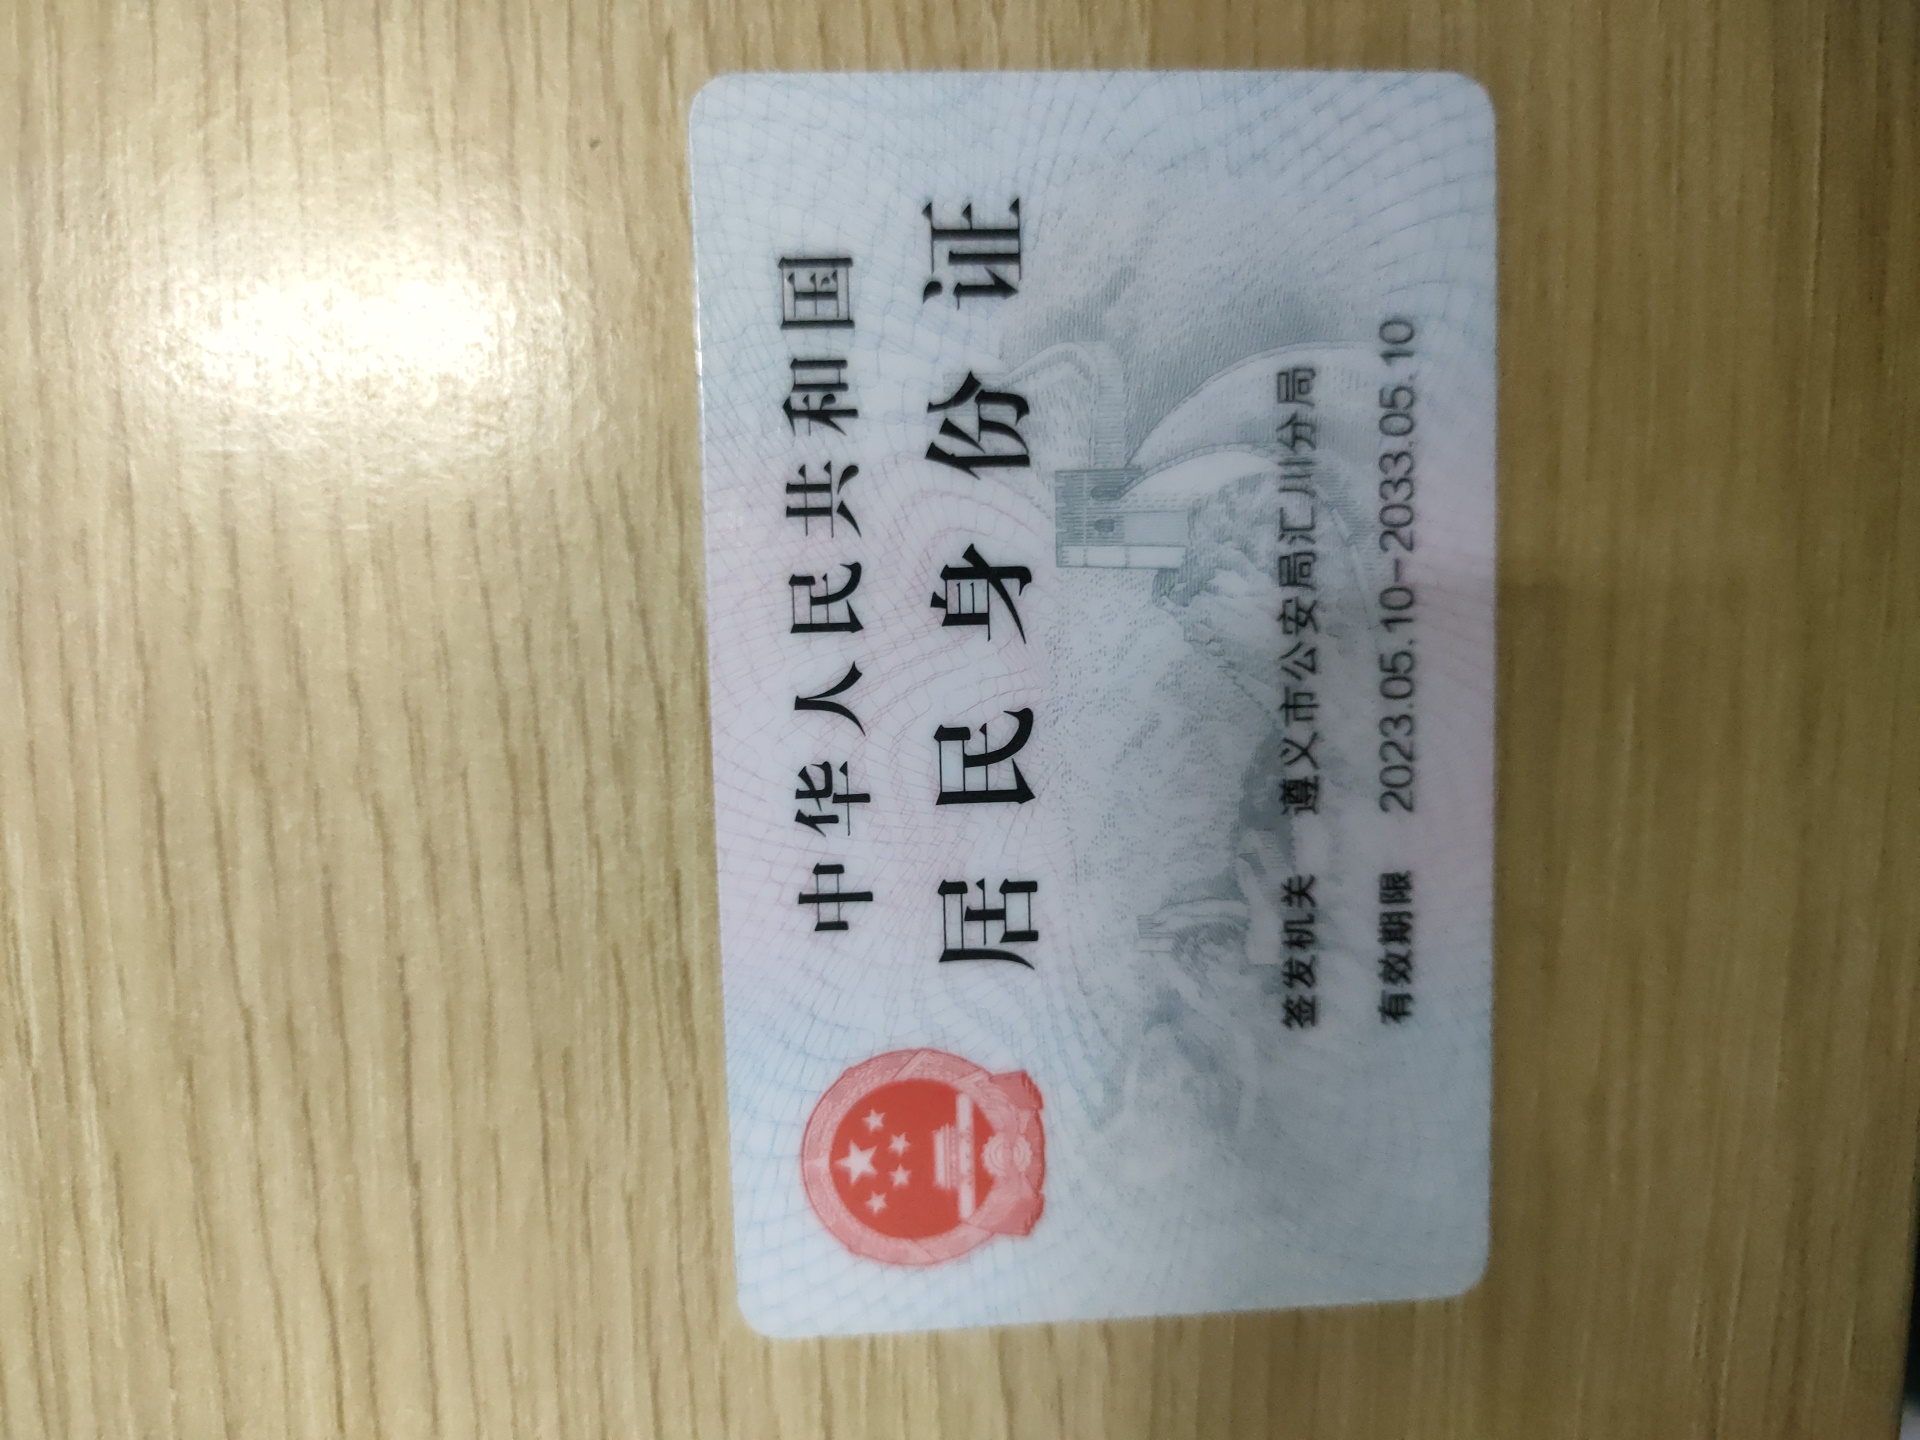 中华人民共和国
居民身份证
签发机关 遵义市公安局汇川分局
有效期限 2023.05.10-2033.05.10